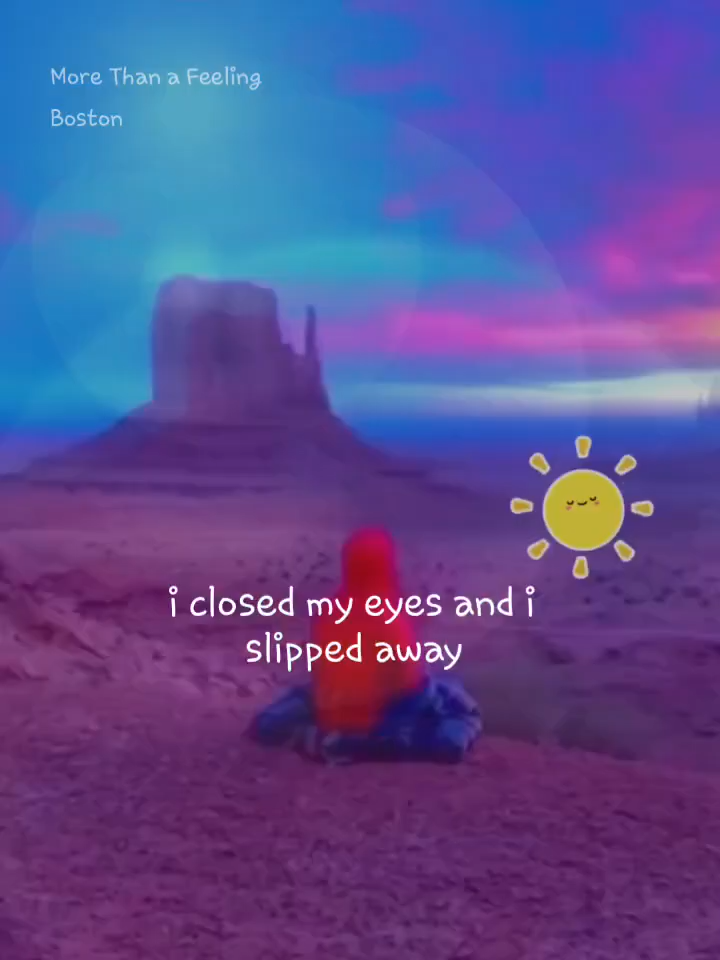 More Than a Feeling
Boston
i closed my eyes and i
slipped away